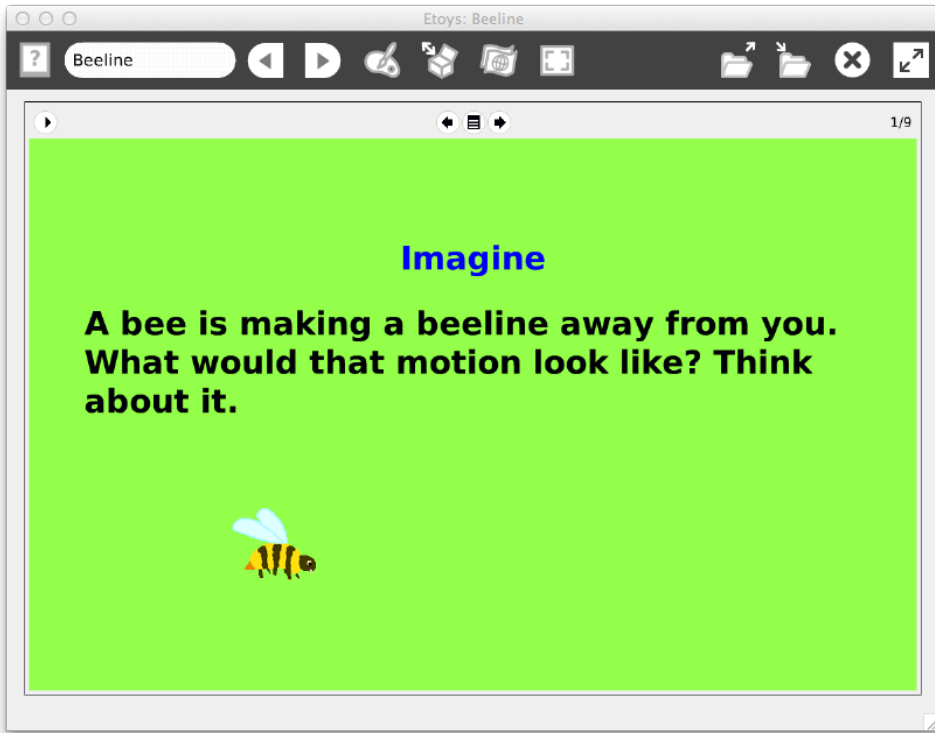 Etoys: Beeline
?
Beeline
1/9
Imagine
A bee is making a beeline away from you.
What would that motion look like? Think
about it.